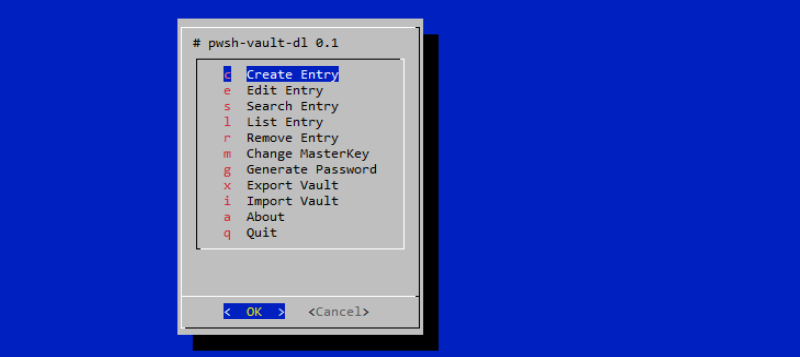 # pwsh-vault-dl 0.1
c Create Entry
e Edit Entry
s Search Entry
l List Entry
r Remove Entry
m Change MasterKey
g Generate Password
x Export Vault
i Import Vault
a About
q Quit
< OK > <Cancel>